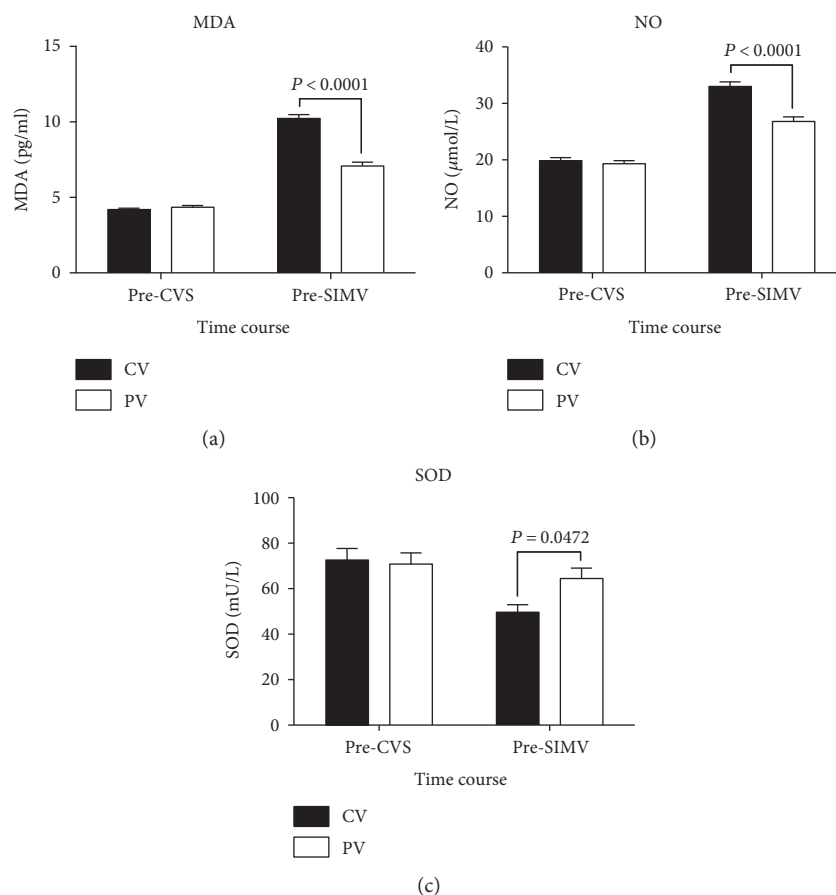 MDA
15
10
5
0
MDA (pg/ml)
P < 0.0001
Pre-CVS Pre-SIMV
Time course
CV
PV
(a)
NO
40
30
20
10
0
NO (μmol/L)
P < 0.0001
Pre-CVS Pre-SIMV
Time course
CV
PV
(b)
SOD
100
80
60
40
20
0
SOD (mU/L)
P = 0.0472
Pre-CVS Pre-SIMV
Time course
CV
PV
(c)